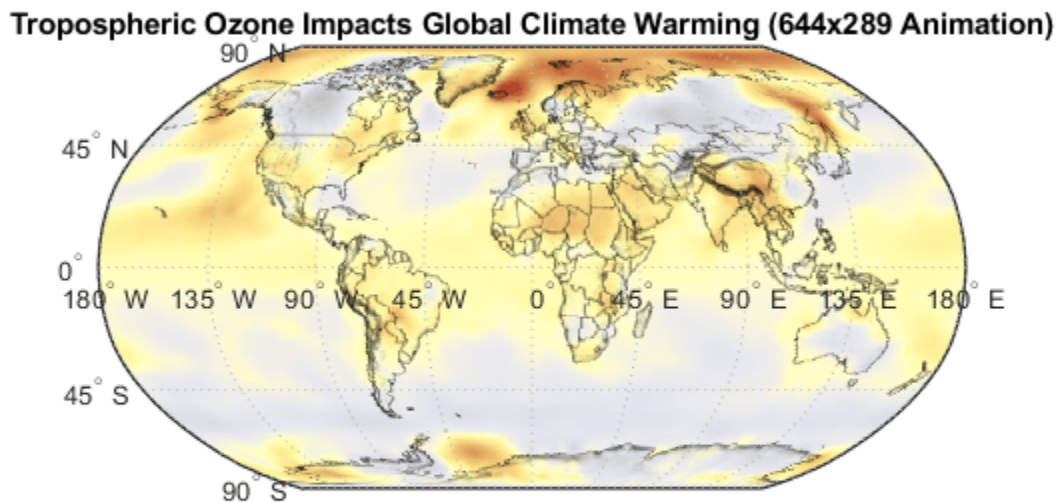 Tropospheric Ozone Impacts Global Climate Warming (644x289 Animation)
90° N
45° N
0°
180° W 135° W 90° W 45° W 0° 45° E 90° E 135° E 180° E
45° S
90° S